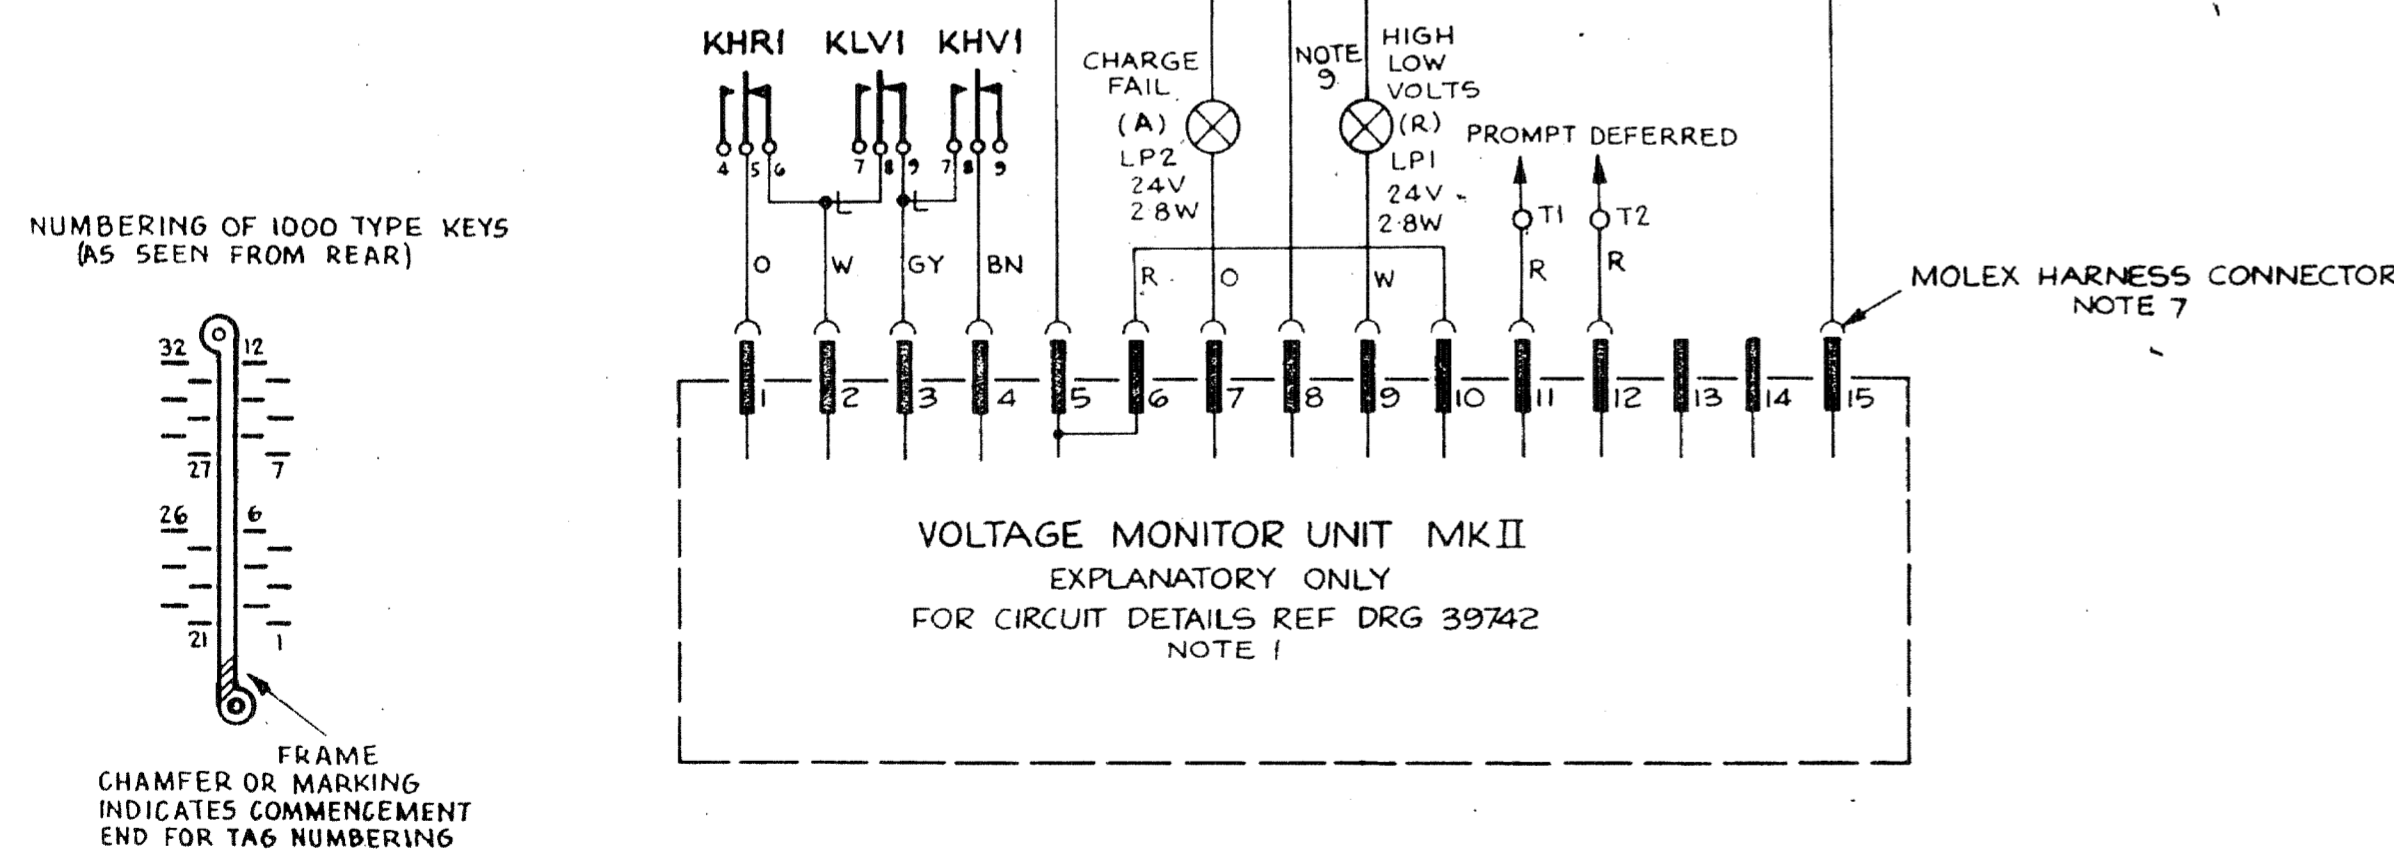 KHR1 KLV1 KHV1
4 5 6 7 8 9 7 8 9
CHARGE
FAIL
(A)
LP2
24V
2·8W
NOTE
9
HIGH
LOW
VOLTS
(R)
LP1
24V
2·8W
PROMPT DEFERRED
T1 T2
O W GY BN R O W R R
MOLEX HARNESS CONNECTOR
NOTE 7
1 2 3 4 5 6 7 8 9 10 11 12 13 14 15
VOLTAGE MONITOR UNIT MK II
EXPLANATORY ONLY
FOR CIRCUIT DETAILS REF DRG 39742
NOTE 1
NUMBERING OF 1000 TYPE KEYS
(AS SEEN FROM REAR)
32 12
27 7
26 6
21 1
FRAME
CHAMFER OR MARKING
INDICATES COMMENCEMENT
END FOR TAG NUMBERING